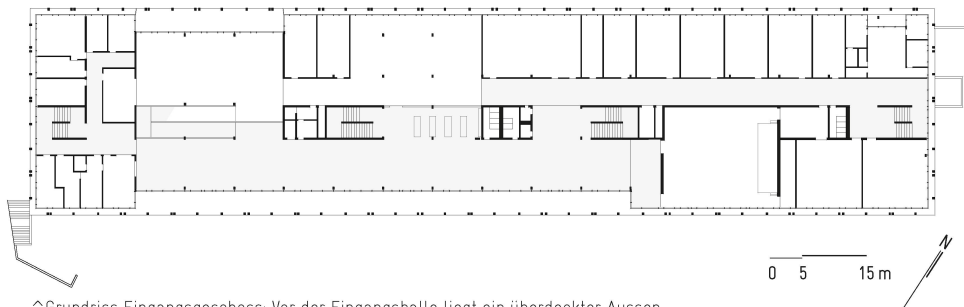 N
0 5 15 m
^Grundriss Eingangsgeschoss: Vor der Eingangshalle liegt ein überdeckter Aussen-